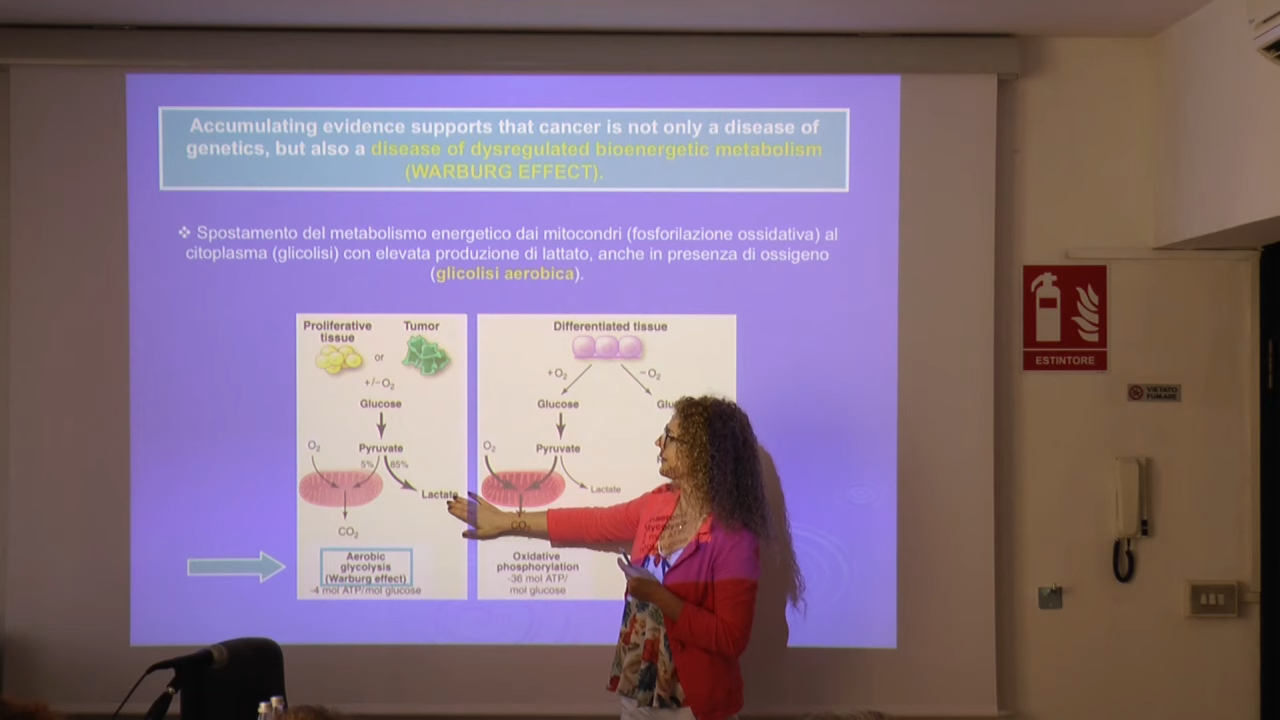 Accumulating evidence supports that cancer is not only a disease of
genetics, but also a disease of dysregulated bioenergetic metabolism
(WARBURG EFFECT).
❖ Spostamento del metabolismo energetico dai mitocondri (fosforilazione ossidativa) al
citoplasma (glicolisi) con elevata produzione di lattato, anche in presenza di ossigeno
(glicolisi aerobica).
Proliferative
tissue
or
Tumor
+/−O2
Glucose
O2
Pyruvate
5%
85%
Lactate
CO2
Aerobic
glycolysis
(Warburg effect)
-4 mol ATP/mol glucose
Differentiated tissue
+O2
−O2
Glucose
O2
Pyruvate
Lactate
CO2
Oxidative
phosphorylation
-36 mol ATP/
mol glucose
ESTINTORE
VIETATO
FUMARE